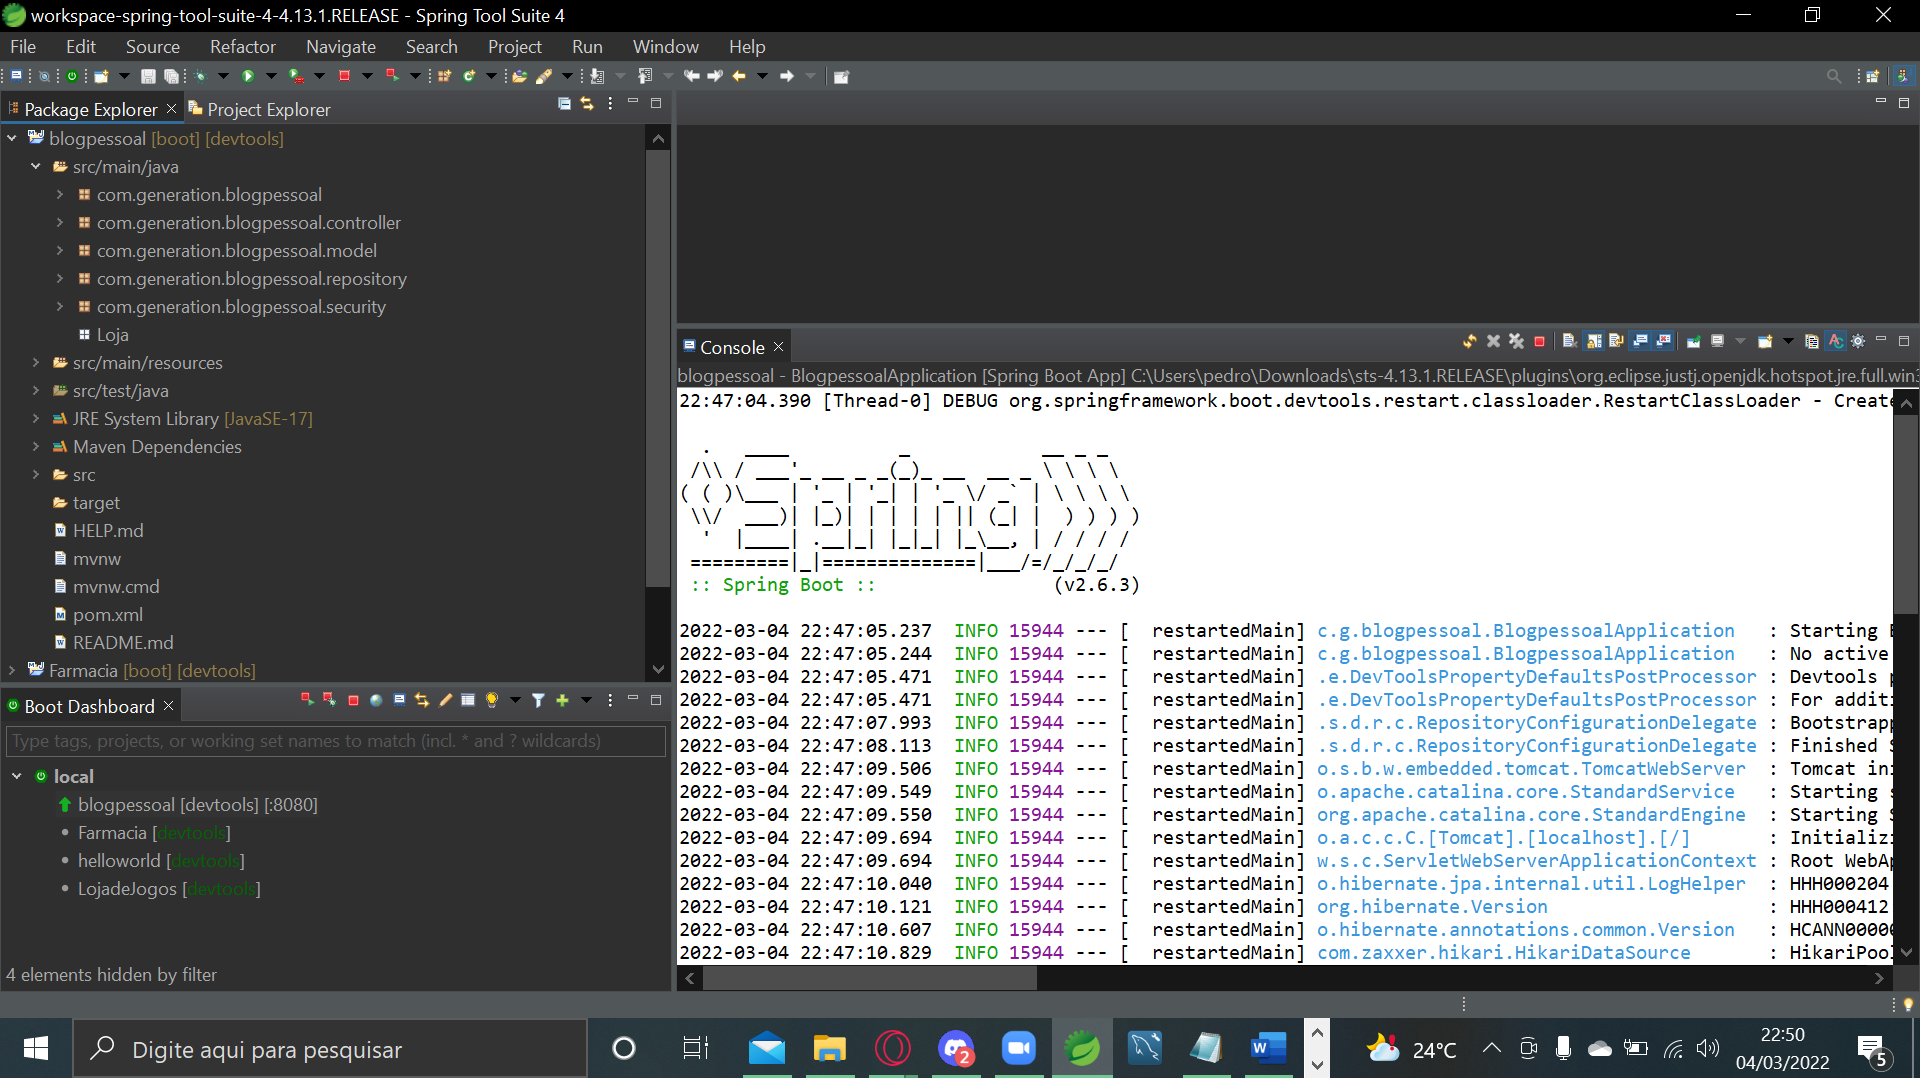 workspace-spring-tool-suite-4-4.13.1.RELEASE - Spring Tool Suite 4
File Edit Source Refactor Navigate Search Project Run Window Help
Package Explorer
Project Explorer
blogpessoal [boot] [devtools]
src/main/java
com.generation.blogpessoal
com.generation.blogpessoal.controller
com.generation.blogpessoal.model
com.generation.blogpessoal.repository
com.generation.blogpessoal.security
Loja
src/main/resources
src/test/java
JRE System Library [JavaSE-17]
Maven Dependencies
src
target
HELP.md
mvnw
mvnw.cmd
pom.xml
README.md
Farmacia [boot] [devtools]
Boot Dashboard
Type tags, projects, or working set names to match (incl. * and ? wildcards)
local
blogpessoal [devtools] [:8080]
Farmacia [devtools]
helloworld [devtools]
LojadeJogos [devtools]
4 elements hidden by filter
Console
blogpessoal - BlogpessoalApplication [Spring Boot App] C:\Users\pedro\Downloads\sts-4.13.1.RELEASE\plugins\org.eclipse.justj.openjdk.hotspot.jre.full.win3
22:47:04.390 [Thread-0] DEBUG org.springframework.boot.devtools.restart.classloader.RestartClassLoader - Create
Spring
:: Spring Boot :: (v2.6.3)
2022-03-04 22:47:05.237 INFO 15944 --- [ restartedMain] c.g.blogpessoal.BlogpessoalApplication : Starting
2022-03-04 22:47:05.244 INFO 15944 --- [ restartedMain] c.g.blogpessoal.BlogpessoalApplication : No active
2022-03-04 22:47:05.471 INFO 15944 --- [ restartedMain] .e.DevToolsPropertyDefaultsPostProcessor : Devtools p
2022-03-04 22:47:05.471 INFO 15944 --- [ restartedMain] .e.DevToolsPropertyDefaultsPostProcessor : For additi
2022-03-04 22:47:07.993 INFO 15944 --- [ restartedMain] .s.d.r.c.RepositoryConfigurationDelegate : Bootstrapp
2022-03-04 22:47:08.113 INFO 15944 --- [ restartedMain] .s.d.r.c.RepositoryConfigurationDelegate : Finished S
2022-03-04 22:47:09.506 INFO 15944 --- [ restartedMain] o.s.b.w.embedded.tomcat.TomcatWebServer : Tomcat ini
2022-03-04 22:47:09.549 INFO 15944 --- [ restartedMain] o.apache.catalina.core.StandardService : Starting s
2022-03-04 22:47:09.550 INFO 15944 --- [ restartedMain] org.apache.catalina.core.StandardEngine : Starting S
2022-03-04 22:47:09.694 INFO 15944 --- [ restartedMain] o.a.c.c.C.[Tomcat].[localhost].[/] : Initializi
2022-03-04 22:47:09.694 INFO 15944 --- [ restartedMain] w.s.c.ServletWebServerApplicationContext : Root WebAp
2022-03-04 22:47:10.040 INFO 15944 --- [ restartedMain] o.hibernate.jpa.internal.util.LogHelper : HHH000204
2022-03-04 22:47:10.121 INFO 15944 --- [ restartedMain] org.hibernate.Version : HHH000412
2022-03-04 22:47:10.607 INFO 15944 --- [ restartedMain] o.hibernate.annotations.common.Version : HCANN00000
2022-03-04 22:47:10.829 INFO 15944 --- [ restartedMain] com.zaxxer.hikari.HikariDataSource : HikariPoo
Digite aqui para pesquisar
2
24°C
22:50
04/03/2022
5